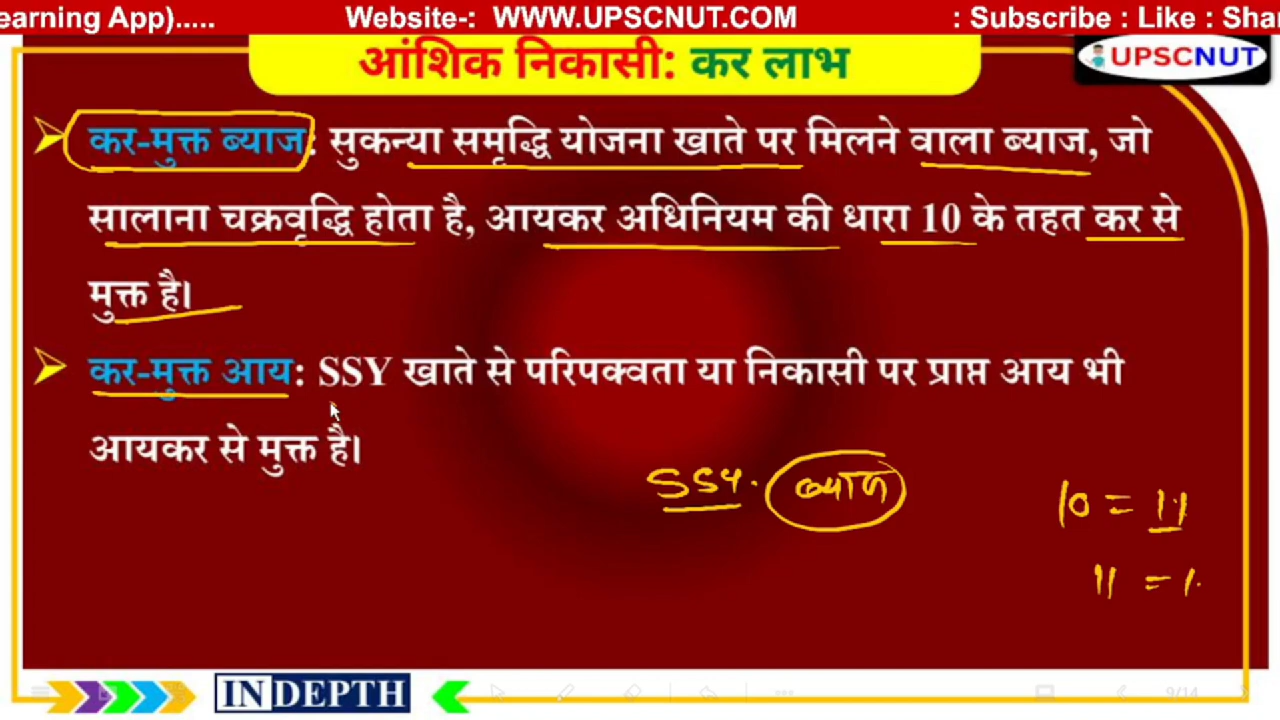 earning App)..... Website-: WWW.UPSCNUT.COM : Subscribe : Like : Shar
आंशिक निकासी: कर लाभ
UPSCNUT
कर-मुक्त ब्याज: सुकन्या समृद्धि योजना खाते पर मिलने वाला ब्याज, जो
सालाना चक्रवृद्धि होता है, आयकर अधिनियम की धारा 10 के तहत कर से
मुक्त है।
कर-मुक्त आय: SSY खाते से परिपक्वता या निकासी पर प्राप्त आय भी
आयकर से मुक्त है।
SSY. ब्याज
10 = 11
11 = 1.
INDEPTH
9/14